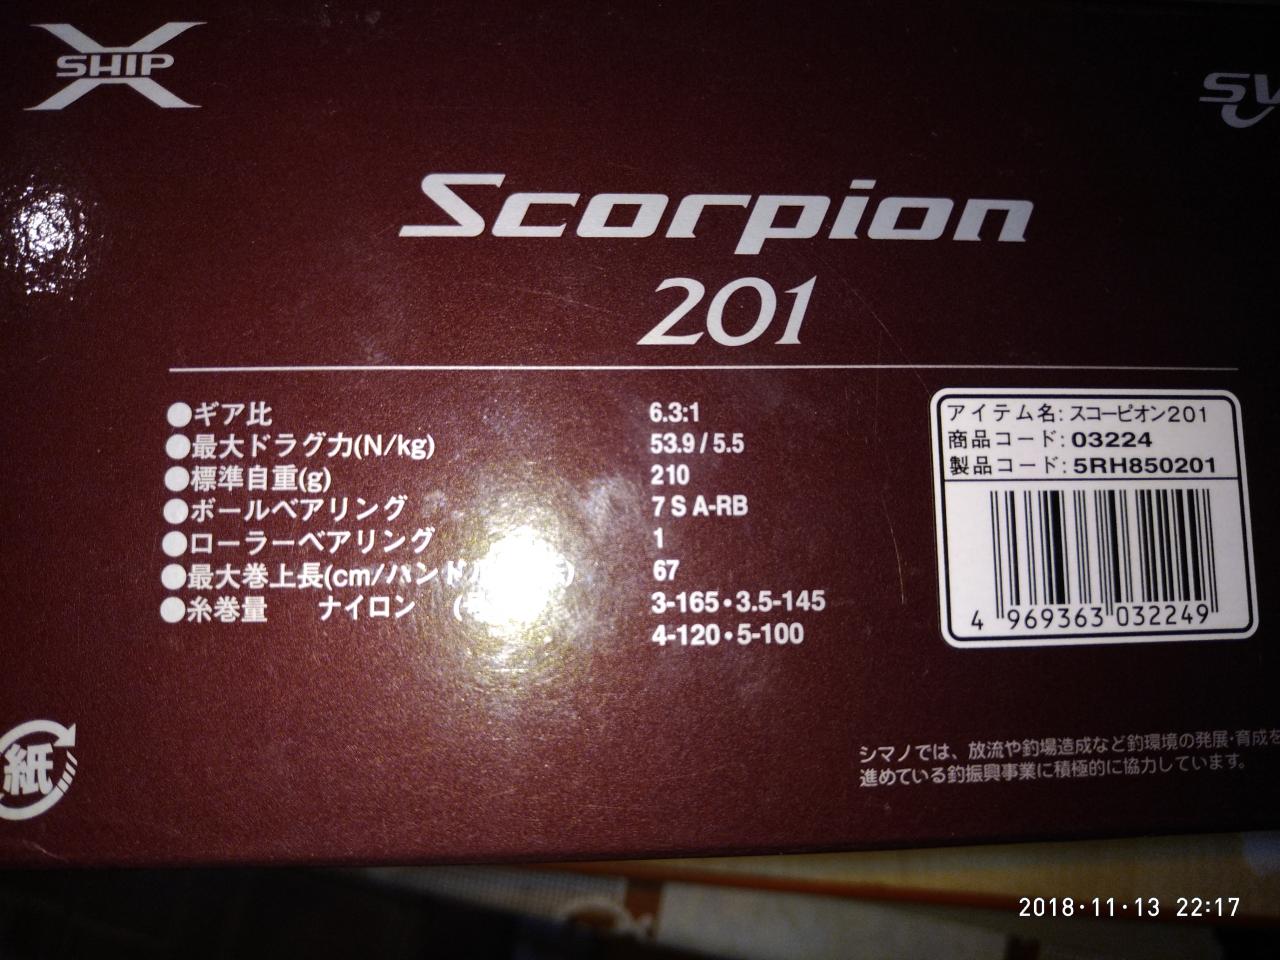 X SHIP
SV
Scorpion
201
●ギア比 6.3:1
●最大ドラグ力(N/kg) 53.9 / 5.5
●標準自重(g) 210
●ボールベアリング 7 S A-RB
●ローラーベアリング 1
●最大巻上長(cm/ハンドル 67
●糸巻量 ナイロン 3-165・3.5-145
4-120・5-100
アイテム名: スコーピオン201
商品コード: 03224
製品コード: 5RH850201
4 969363 032249
紙
シマノでは、放流や釣場造成など釣環境の発展・育成を
進めている釣振興事業に積極的に協力しています。
2018・11・13 22:17